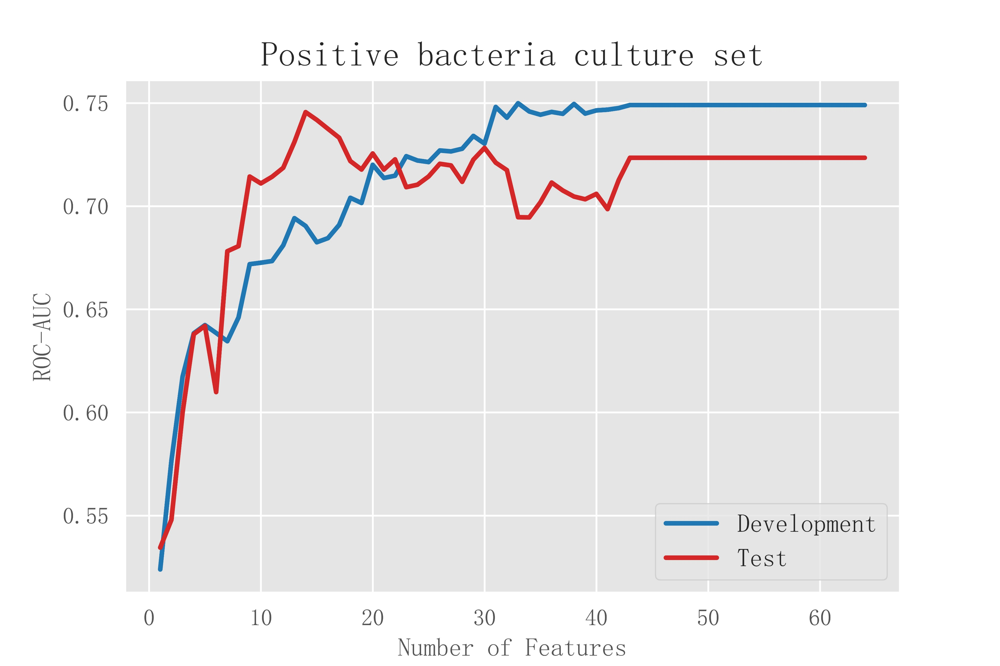 Positive bacteria culture set
0.75
0.70
0.65
0.60
0.55
ROC-AUC
Development
Test
0 10 20 30 40 50 60
Number of Features